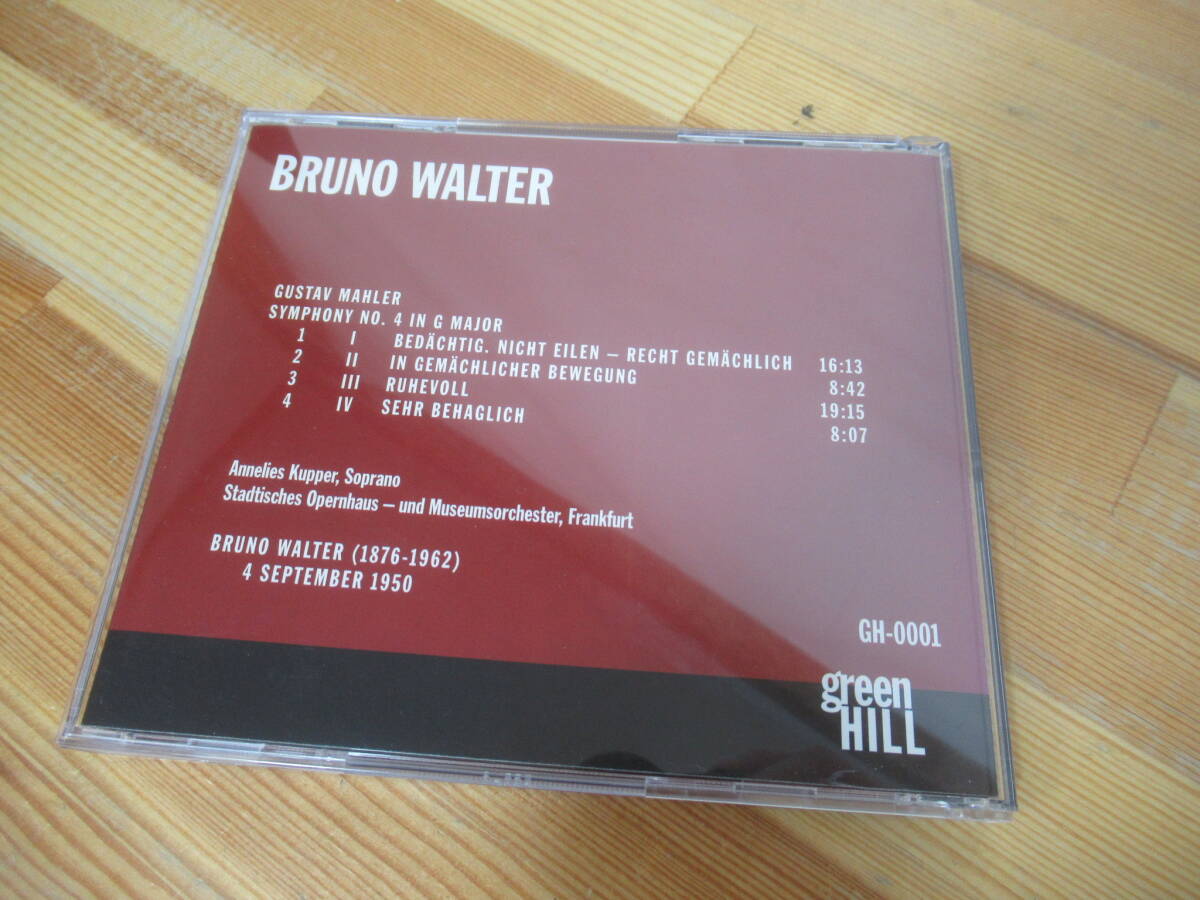 BRUNO WALTER
GUSTAV MAHLER
SYMPHONY NO. 4 IN G MAJOR
1 I BEDÄCHTIG. NICHT EILEN – RECHT GEMÄCHLICH 16:13
2 II IN GEMÄCHLICHER BEWEGUNG 8:42
3 III RUHEVOLL 19:15
4 IV SEHR BEHAGLICH 8:07
Annelies Kupper, Soprano
Stadtisches Opernhaus – und Museumsorchester, Frankfurt
BRUNO WALTER (1876-1962)
4 SEPTEMBER 1950
GH-0001
green
HILL